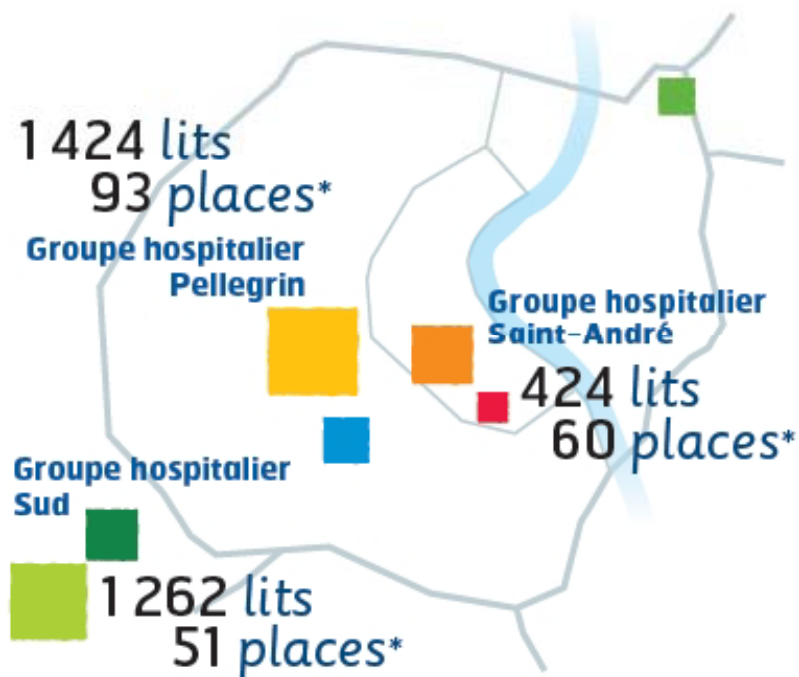 1 424 lits
93 places*
Groupe hospitalier
Pellegrin
Groupe hospitalier
Saint-André
424 lits
60 places*
Groupe hospitalier
Sud
1 262 lits
51 places*